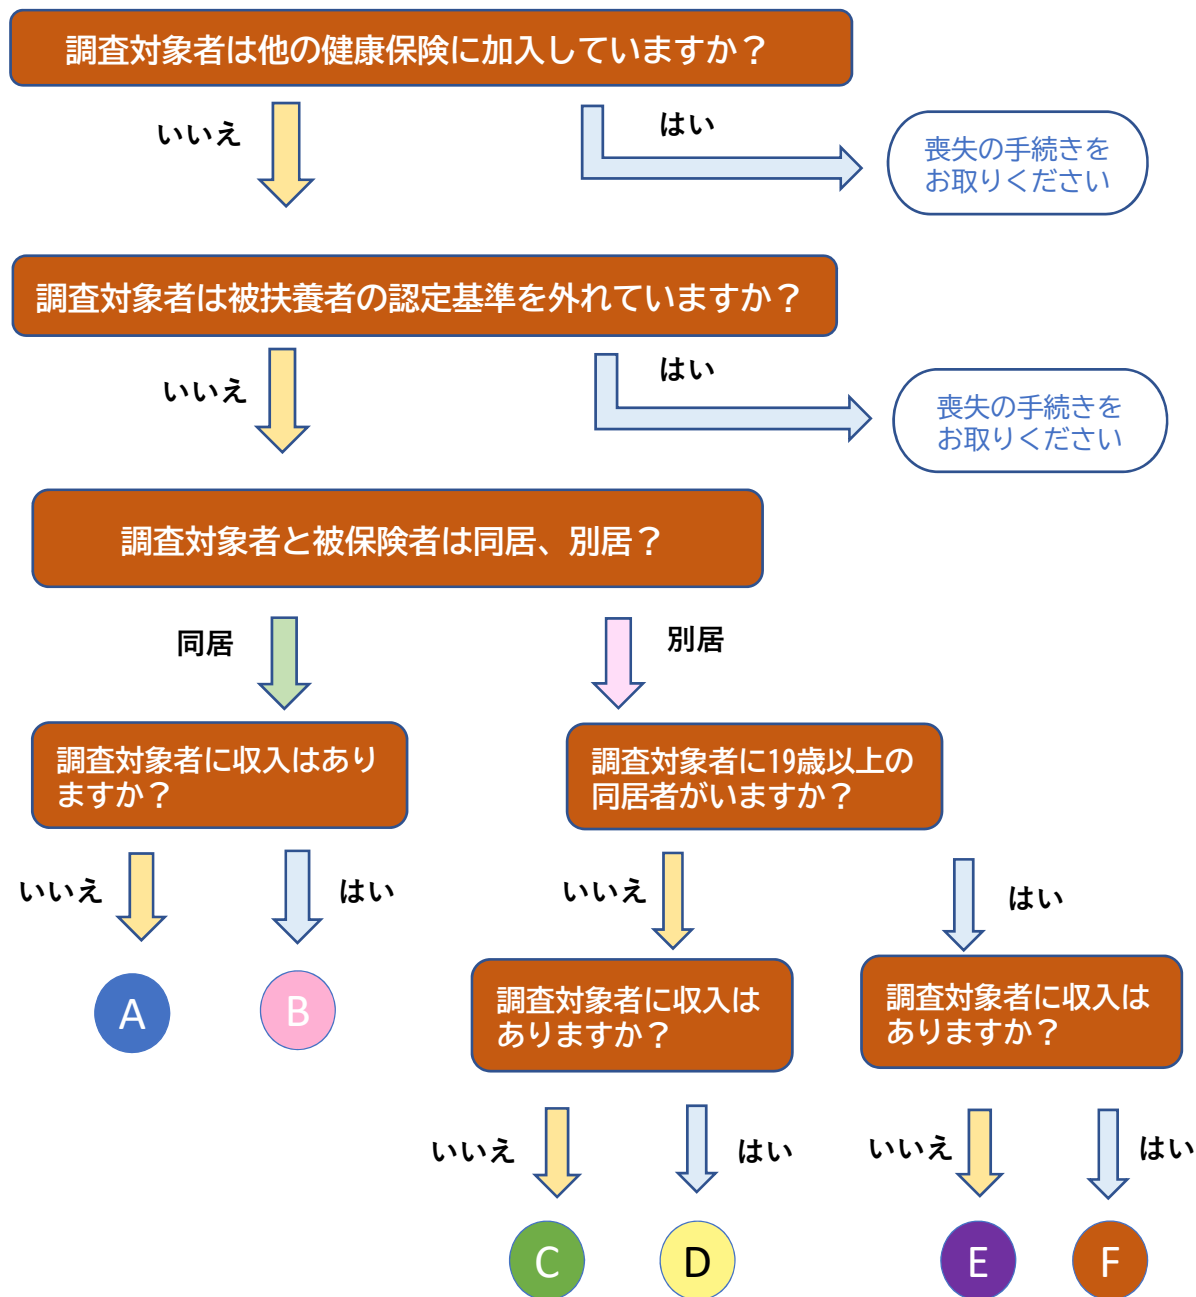 調査対象者は他の健康保険に加入していますか？
いいえ
はい
喪失の手続きを
お取りください
調査対象者は被扶養者の認定基準を外れていますか？
いいえ
はい
喪失の手続きを
お取りください
調査対象者と被保険者は同居、別居？
同居
別居
調査対象者に収入はあり
ますか？
調査対象者に19歳以上の
同居者がいますか？
いいえ
はい
いいえ
はい
A
B
調査対象者に収入は
ありますか？
調査対象者に収入は
ありますか？
いいえ
はい
いいえ
はい
C
D
E
F